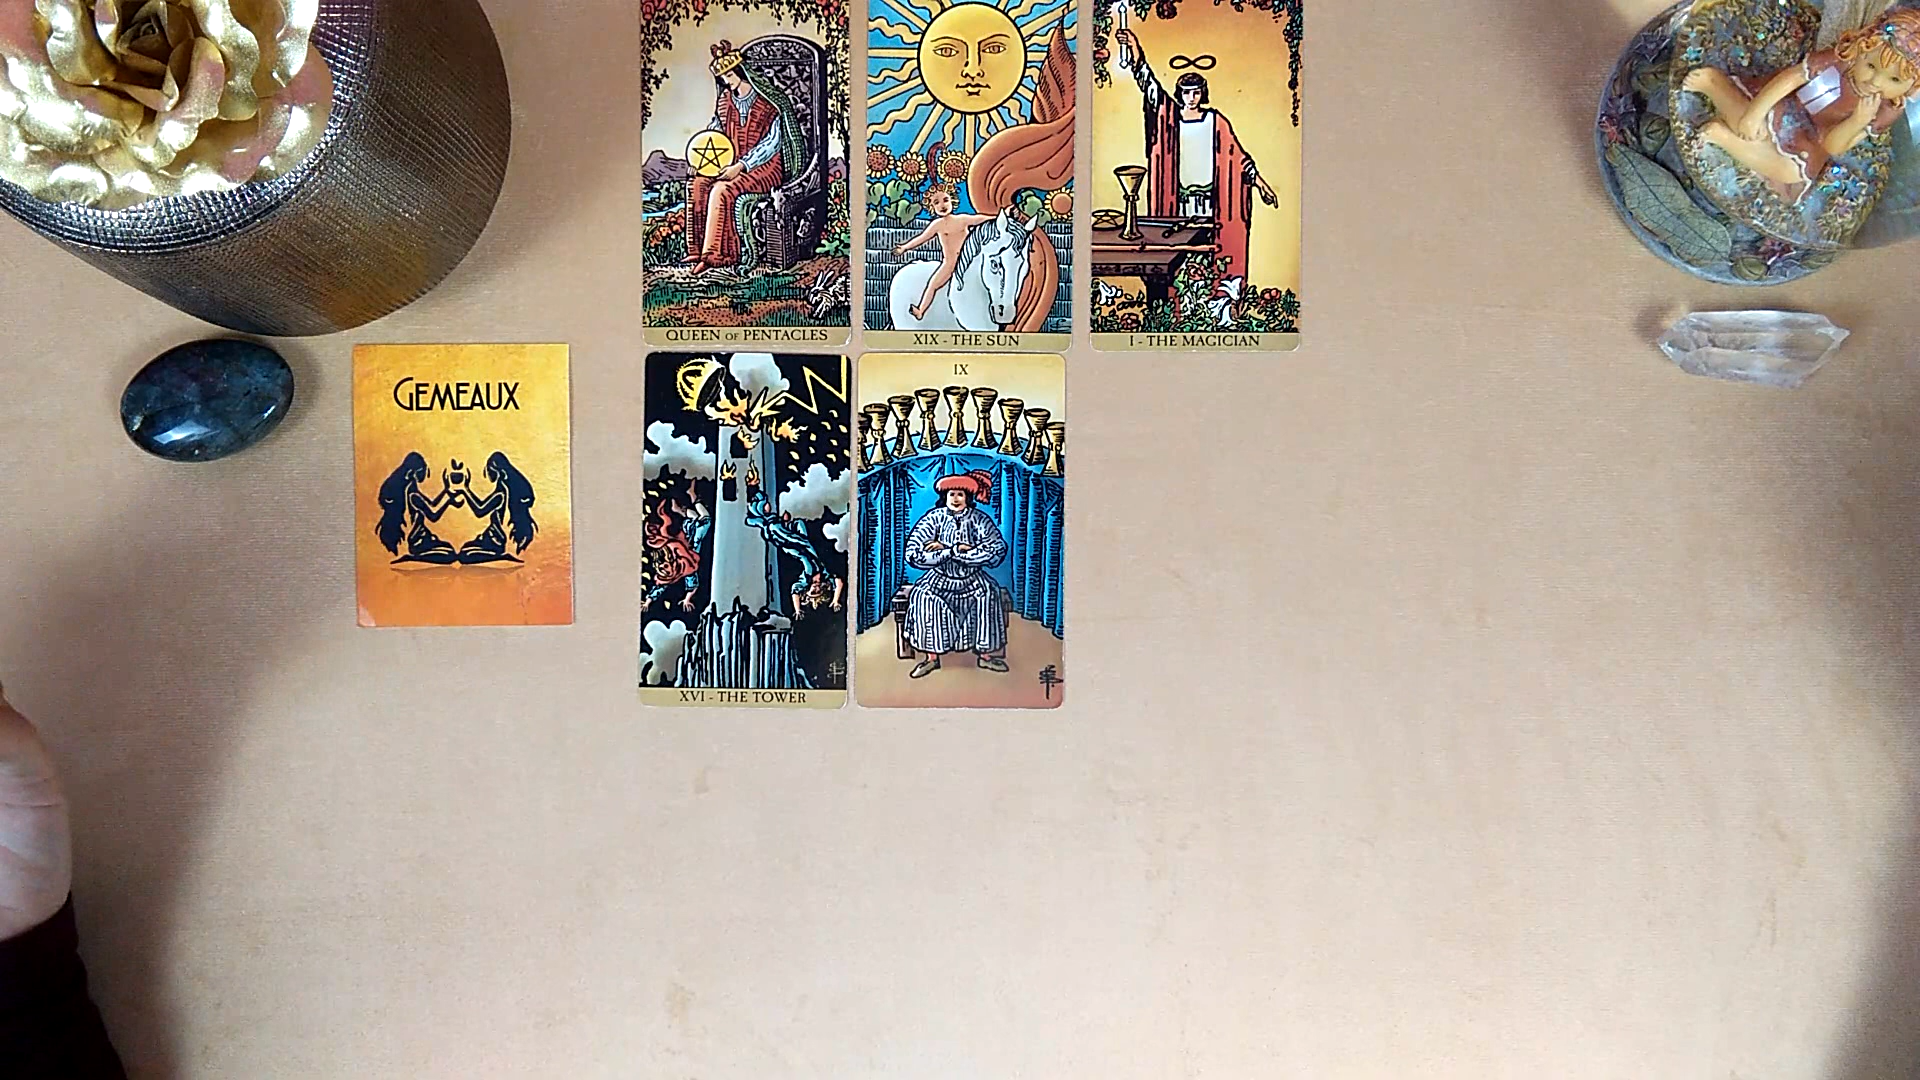 QUEEN OF PENTACLES
XIX - THE SUN
I - THE MAGICIAN
GEMEAUX
IX
XVI - THE TOWER